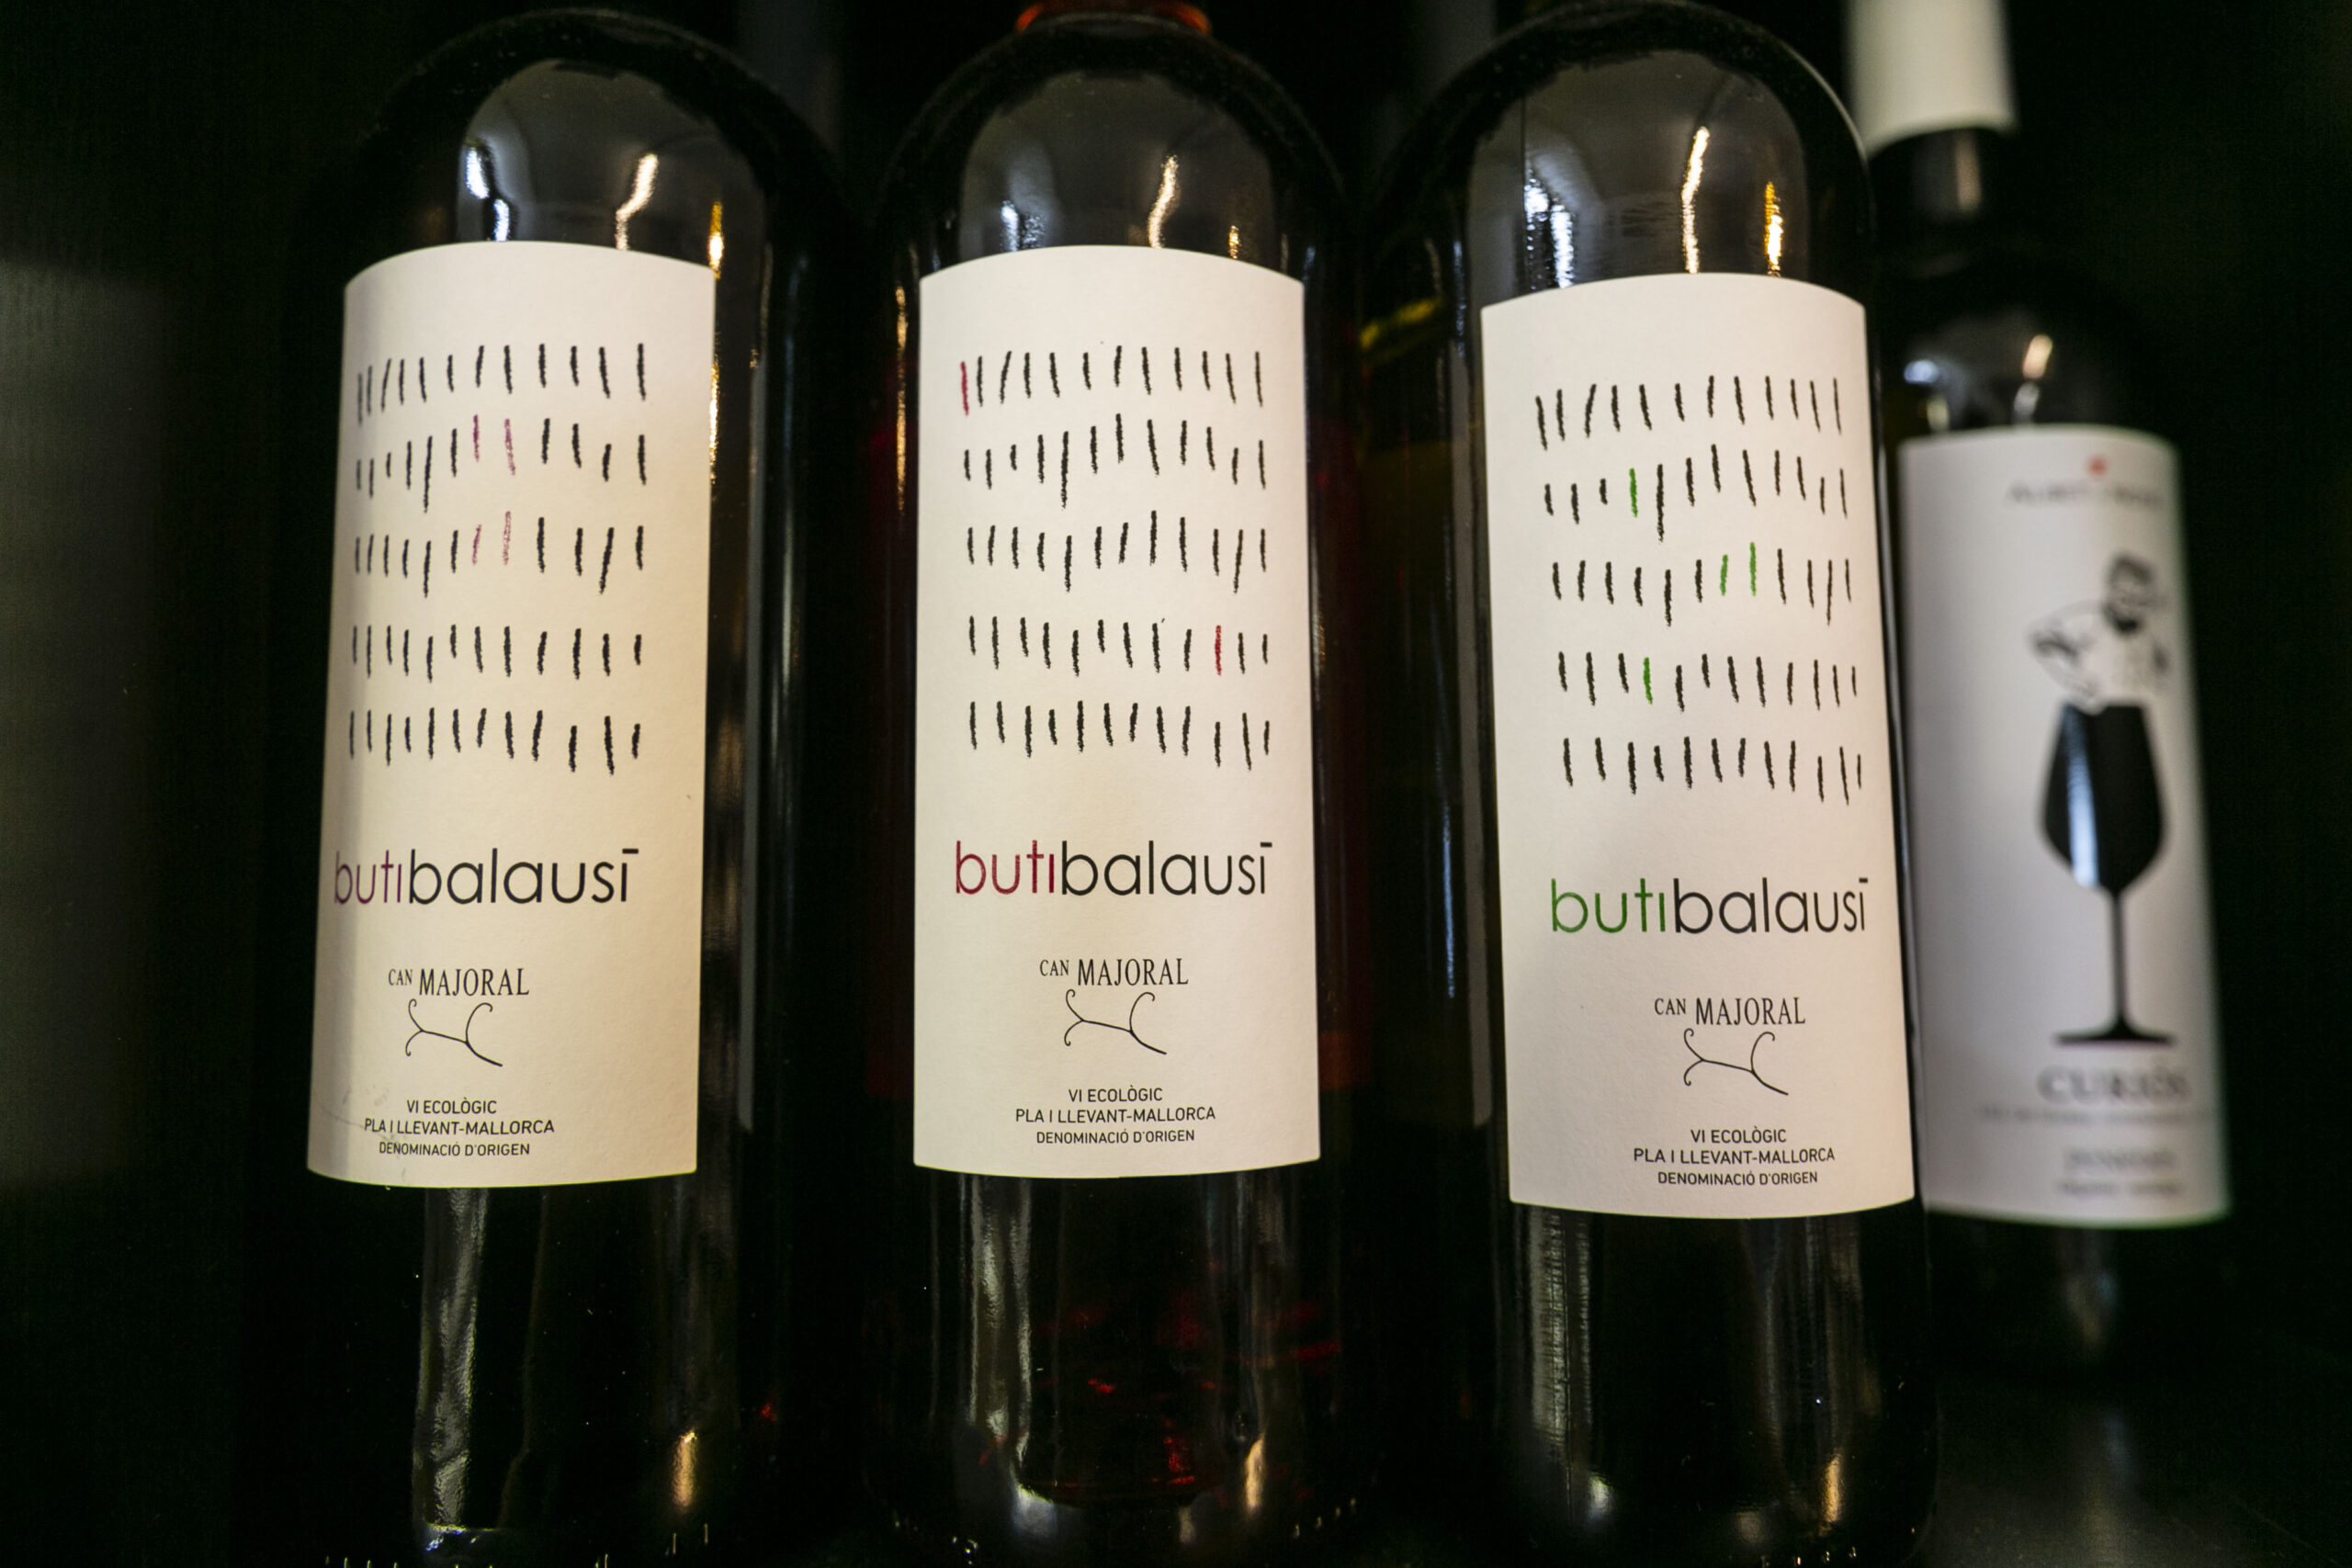 butibalausī
CAN MAJORAL
VI ECOLÒGIC
PLA I LLEVANT-MALLORCA
DENOMINACIÓ D'ORIGEN
butibalausī
CAN MAJORAL
VI ECOLÒGIC
PLA I LLEVANT-MALLORCA
DENOMINACIÓ D'ORIGEN
butibalausī
CAN MAJORAL
VI ECOLÒGIC
PLA I LLEVANT-MALLORCA
DENOMINACIÓ D'ORIGEN